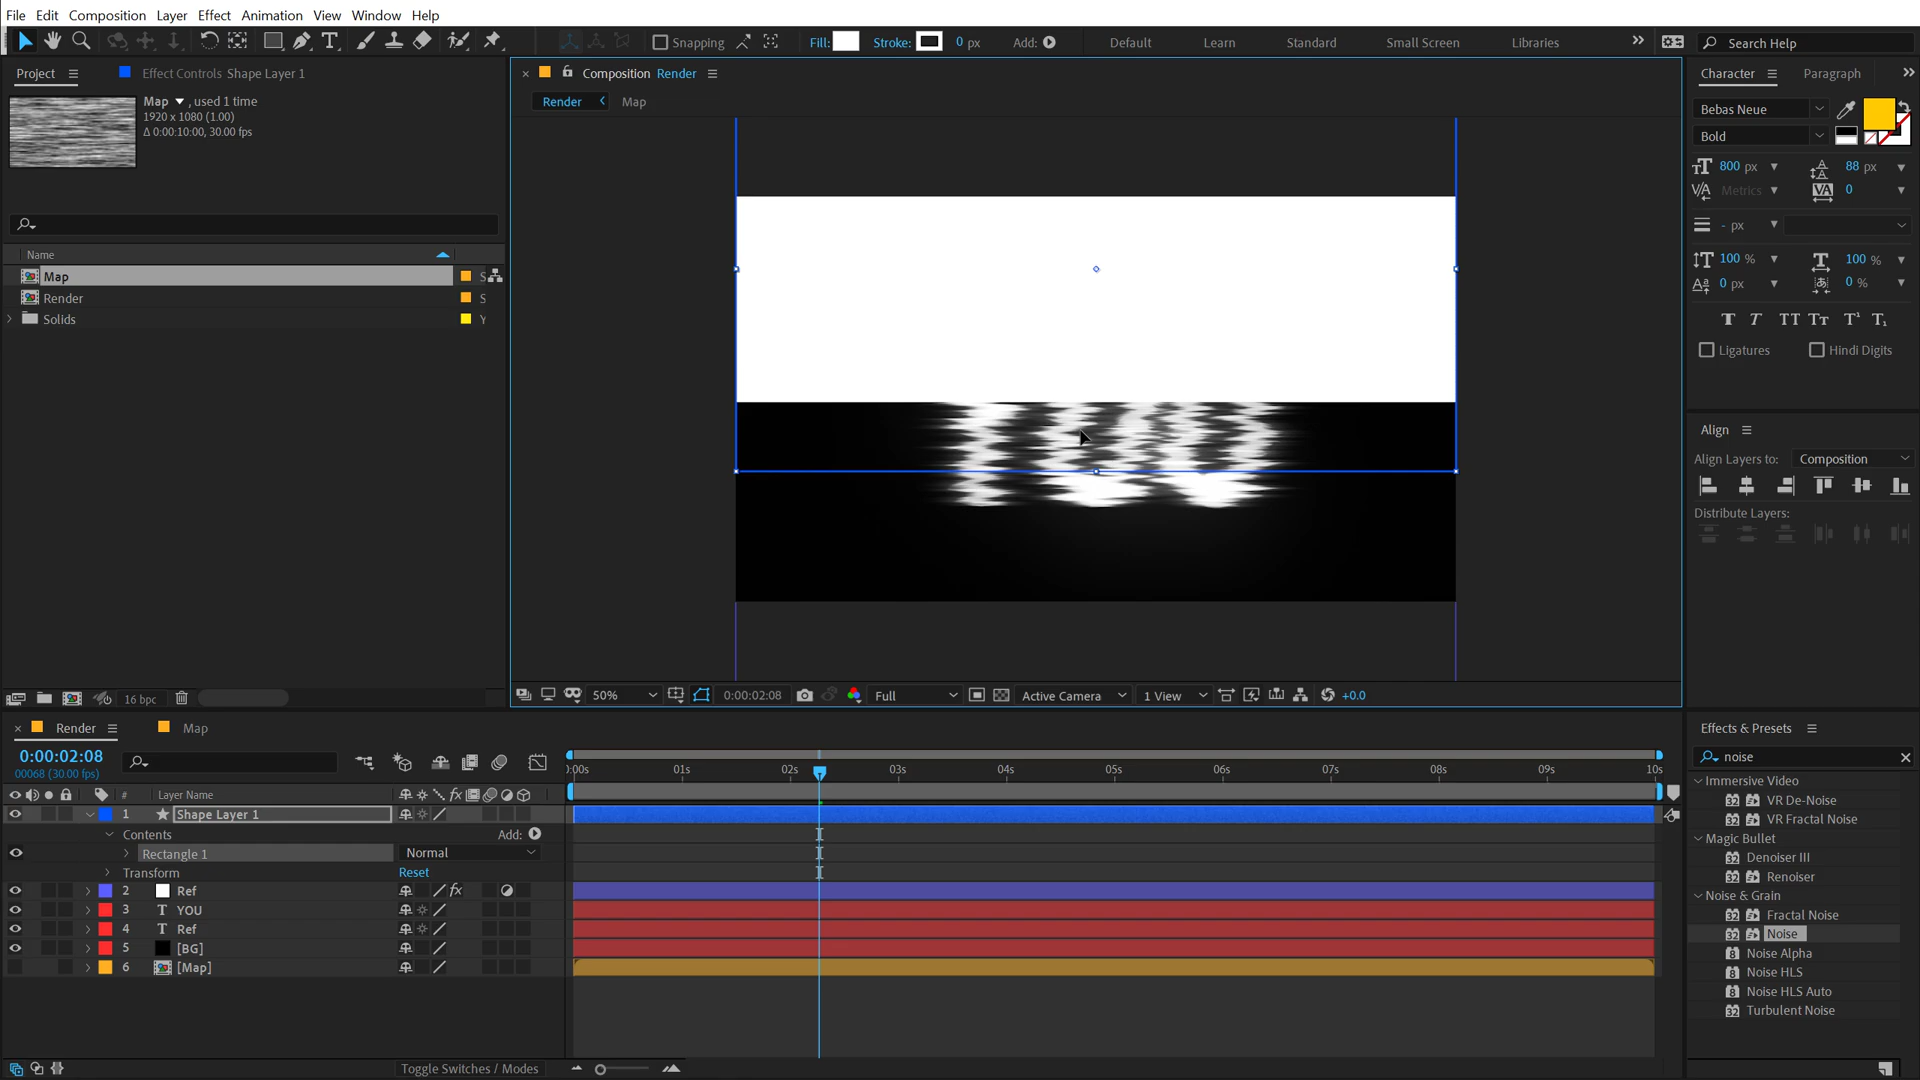 File Edit Composition Layer Effect Animation View Window Help
Snapping Fill: Stroke: 0 px Add: Default Learn Standard Small Screen Libraries Search Help
Project Effect Controls Shape Layer 1
Map , used 1 time
1920 x 1080 (1.00)
Δ 0:00:10:00, 30.00 fps
Name
Map S
Render S
Solids Y
16 bpc
Composition Render
Render Map
50% 0:00:02:08 Full Active Camera 1 View +0.0
Character Paragraph
Bebas Neue
Bold
800 px 88 px
Metrics 0
- px
100 % 100 %
0 px 0 %
Ligatures Hindi Digits
Align
Align Layers to: Composition
Distribute Layers:
Render Map
0:00:02:08
00068 (30.00 fps)
:00s 01s 02s 03s 04s 05s 06s 07s 08s 09s 10s
# Layer Name
1 Shape Layer 1
Contents Add:
Rectangle 1 Normal
Transform Reset
2 Ref
3 YOU
4 Ref
5 [BG]
6 [Map]
Toggle Switches / Modes
Effects & Presets
noise
Immersive Video
VR De-Noise
VR Fractal Noise
Magic Bullet
Denoiser III
Renoiser
Noise & Grain
Fractal Noise
Noise
Noise Alpha
Noise HLS
Noise HLS Auto
Turbulent Noise